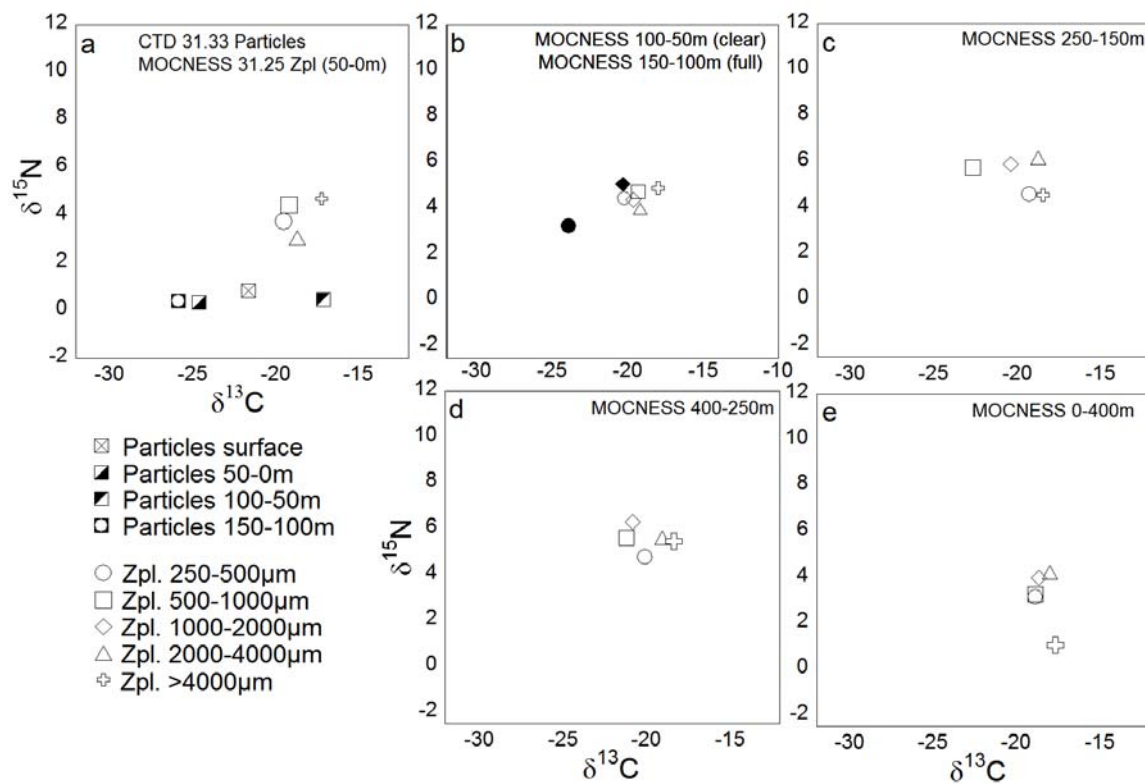 a
CTD 31.33 Particles
MOCNESS 31.25 Zpl (50-0m)
12
10
8
6
4
2
0
-2
δ15N
-30
-25
-20
-15
δ13C
b
MOCNESS 100-50m (clear)
MOCNESS 150-100m (full)
12
10
8
6
4
2
0
-2
-30
-25
-20
-15
-10
c
MOCNESS 250-150m
12
10
8
6
4
2
0
-2
-30
-25
-20
-15
Particles surface
Particles 50-0m
Particles 100-50m
Particles 150-100m
Zpl. 250-500µm
Zpl. 500-1000µm
Zpl. 1000-2000µm
Zpl. 2000-4000µm
Zpl. >4000µm
d
MOCNESS 400-250m
12
10
8
6
4
2
0
-2
δ15N
-30
-25
-20
-15
δ13C
e
MOCNESS 0-400m
12
10
8
6
4
2
0
-2
-30
-25
-20
-15
δ13C